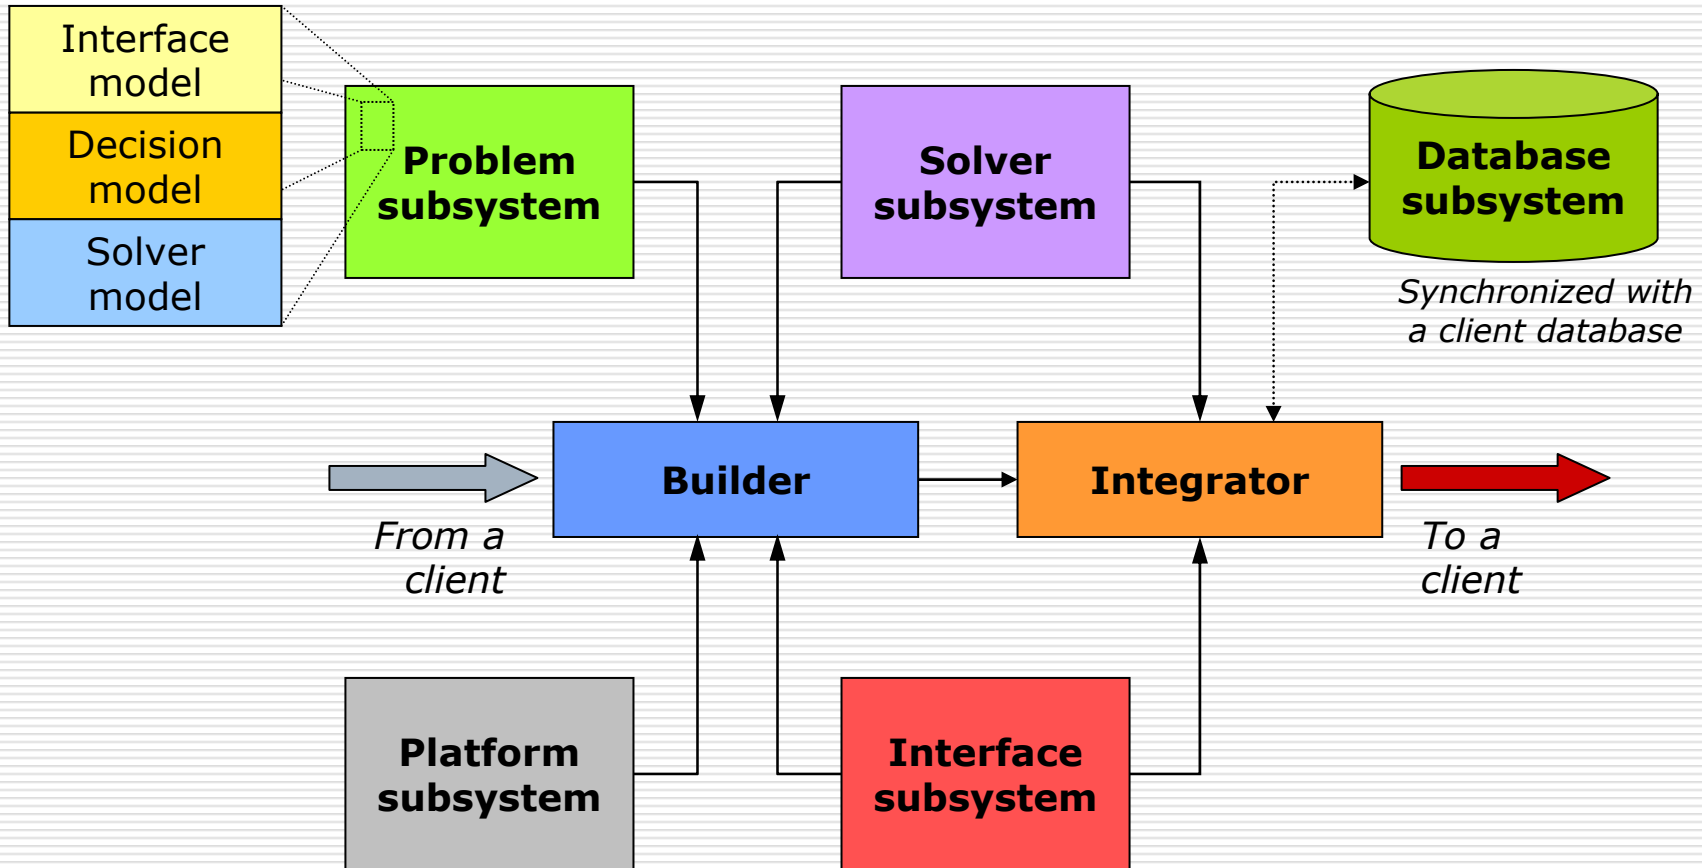 Interface
model
Decision
model
Solver
model
Problem
subsystem
Solver
subsystem
Database
subsystem
Synchronized with
a client database
Builder
Integrator
From a
client
To a
client
Platform
subsystem
Interface
subsystem